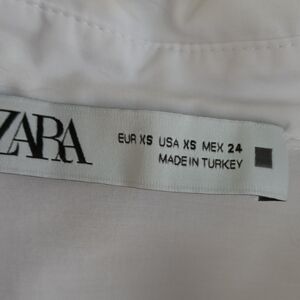 ZARA
EUR XS USA XS MEX 24
MADE IN TURKEY